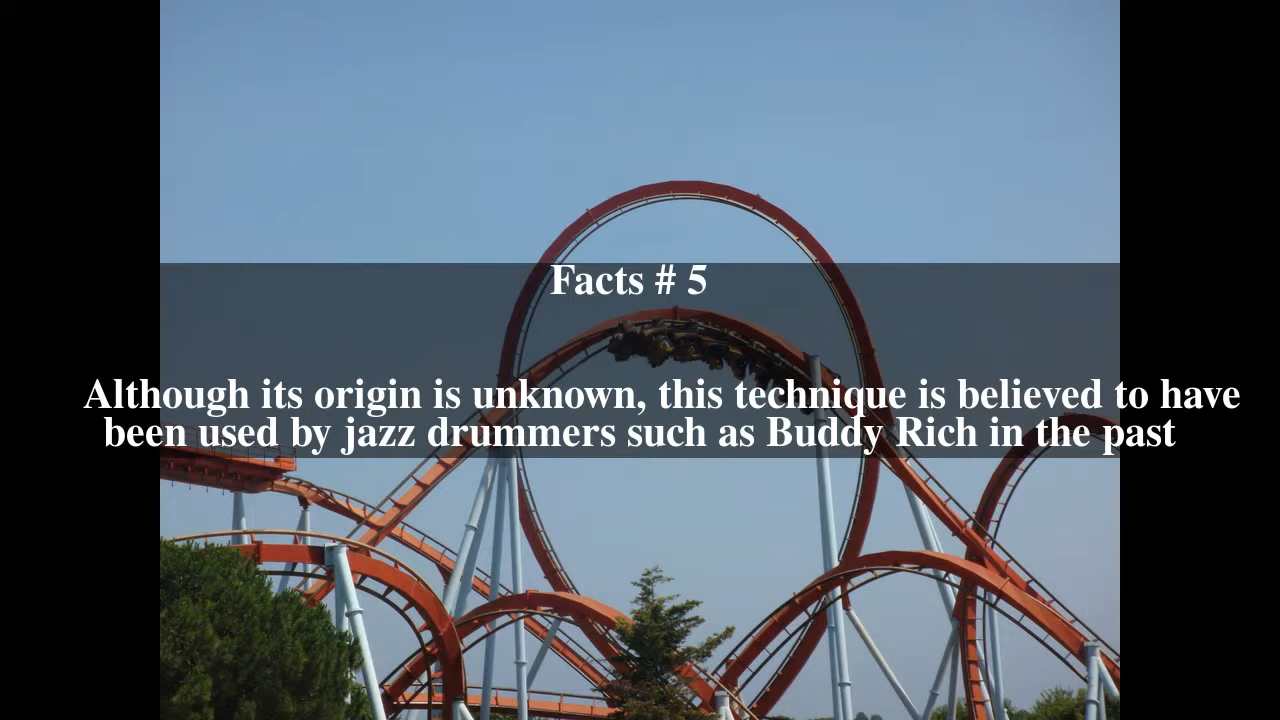 Facts # 5
Although its origin is unknown, this technique is believed to have
been used by jazz drummers such as Buddy Rich in the past